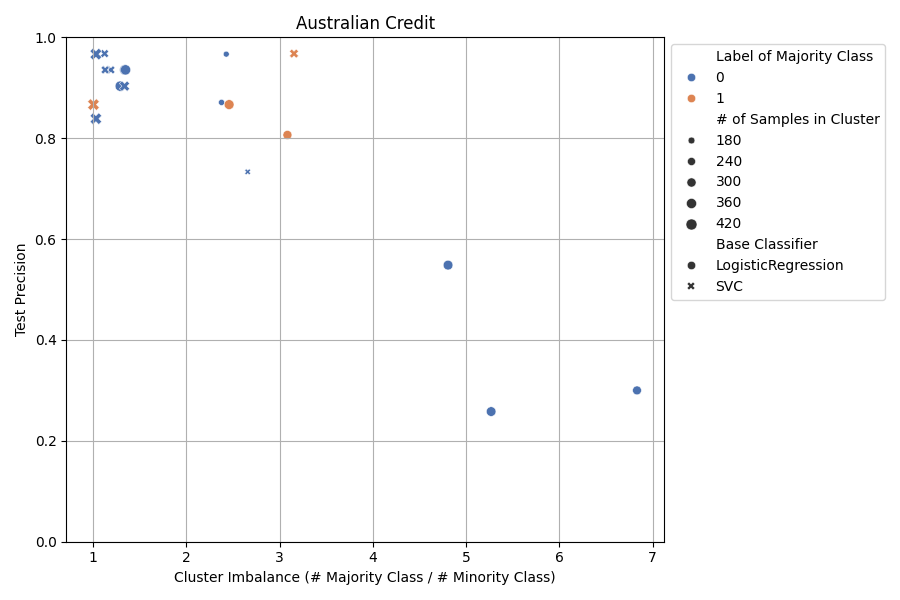 Australian Credit
1.0
0.8
0.6
0.4
0.2
0.0
Test Precision
1
2
3
4
5
6
7
Cluster Imbalance (# Majority Class / # Minority Class)
Label of Majority Class
0
1
# of Samples in Cluster
180
240
300
360
420
Base Classifier
LogisticRegression
SVC